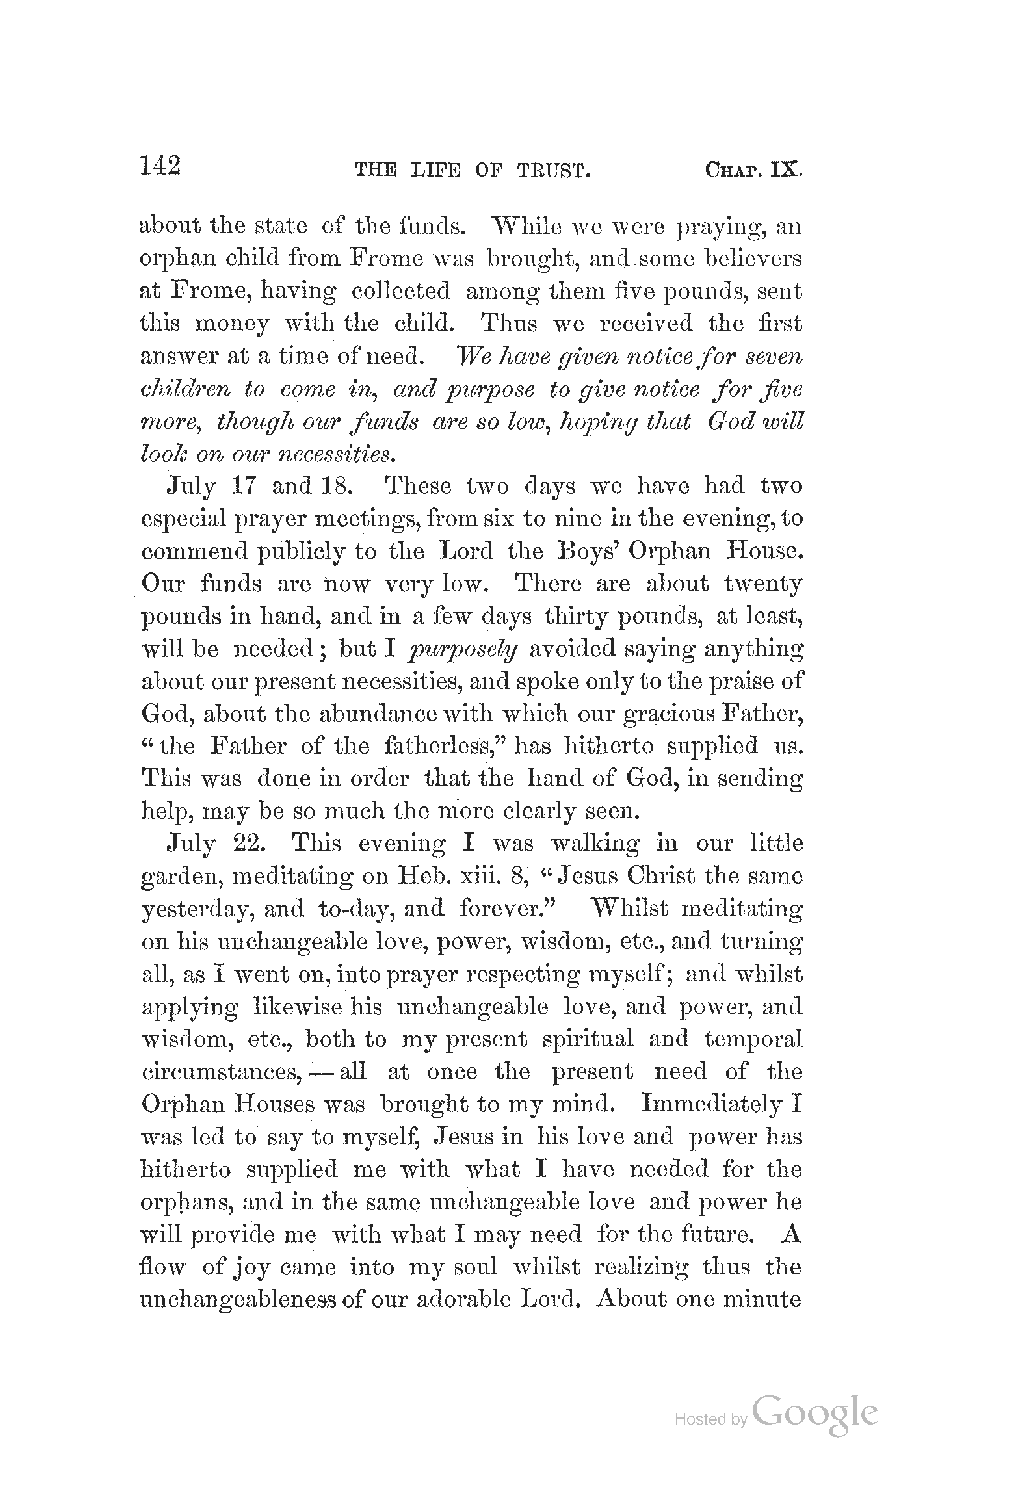 142 THE LIFE OF TRUST. CHAP. IX.
about the state of the funds. While we were praying, an
orphan child from Frome was brought, and some believers
at Frome, having collected among them five pounds, sent
this money with the child. Thus we received the first
answer at a time of need. We have given notice for seven
children to come in, and purpose to give notice for five
more, though our funds are so low, hoping that God will
look on our necessities.
July 17 and 18. These two days we have had two
especial prayer meetings, from six to nine in the evening, to
commend publicly to the Lord the Boys' Orphan House.
Our funds are now very low. There are about twenty
pounds in hand, and in a few days thirty pounds, at least,
will be needed; but I purposely avoided saying anything
about our present necessities, and spoke only to the praise of
God, about the abundance with which our gracious Father,
“the Father of the fatherless,” has hitherto supplied us.
This was done in order that the hand of God, in sending
help, may be so much the more clearly seen.
July 22. This evening I was walking in our little
garden, meditating on Heb. xiii. 8, “Jesus Christ the same
yesterday, and to-day, and forever.” Whilst meditating
on his unchangeable love, power, wisdom, etc., and turning
all, as I went on, into prayer respecting myself; and whilst
applying likewise his unchangeable love, and power, and
wisdom, etc., both to my present spiritual and temporal
circumstances, — all at once the present need of the
Orphan Houses was brought to my mind. Immediately I
was led to say to myself, Jesus in his love and power has
hitherto supplied me with what I have needed for the
orphans, and in the same unchangeable love and power he
will provide me with what I may need for the future. A
flow of joy came into my soul whilst realizing thus the
unchangeableness of our adorable Lord. About one minute
Hosted by Google